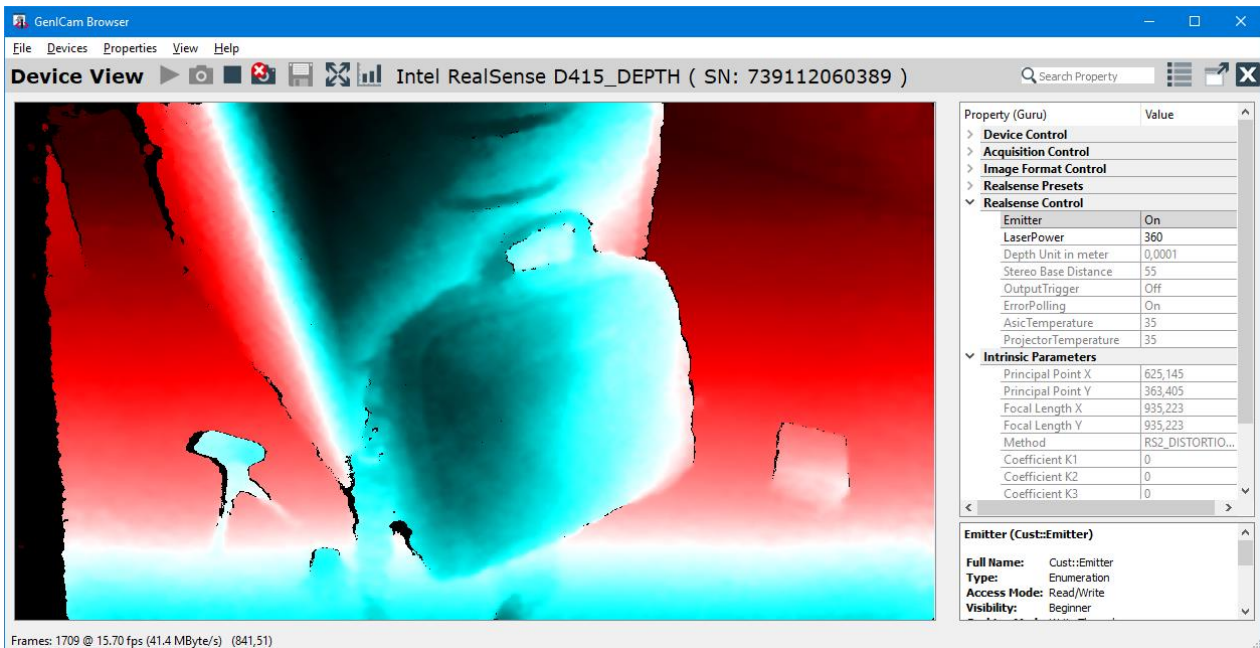 GenICam Browser
File Devices Properties View Help
Device View Intel RealSense D415_DEPTH ( SN: 739112060389 ) Search Property
Property (Guru) Value
Device Control
Acquisition Control
Image Format Control
Realsense Presets
Realsense Control
Emitter On
LaserPower 360
Depth Unit in meter 0,0001
Stereo Base Distance 55
OutputTrigger Off
ErrorPolling On
AsicTemperature 35
ProjectorTemperature 35
Intrinsic Parameters
Principal Point X 625,145
Principal Point Y 363,405
Focal Length X 935,223
Focal Length Y 935,223
Method RS2_DISTORTIO...
Coefficient K1 0
Coefficient K2 0
Coefficient K3 0
Emitter (Cust::Emitter)
Full Name: Cust::Emitter
Type: Enumeration
Access Mode: Read/Write
Visibility: Beginner
Frames: 1709 @ 15.70 fps (41.4 MByte/s) (841,51)